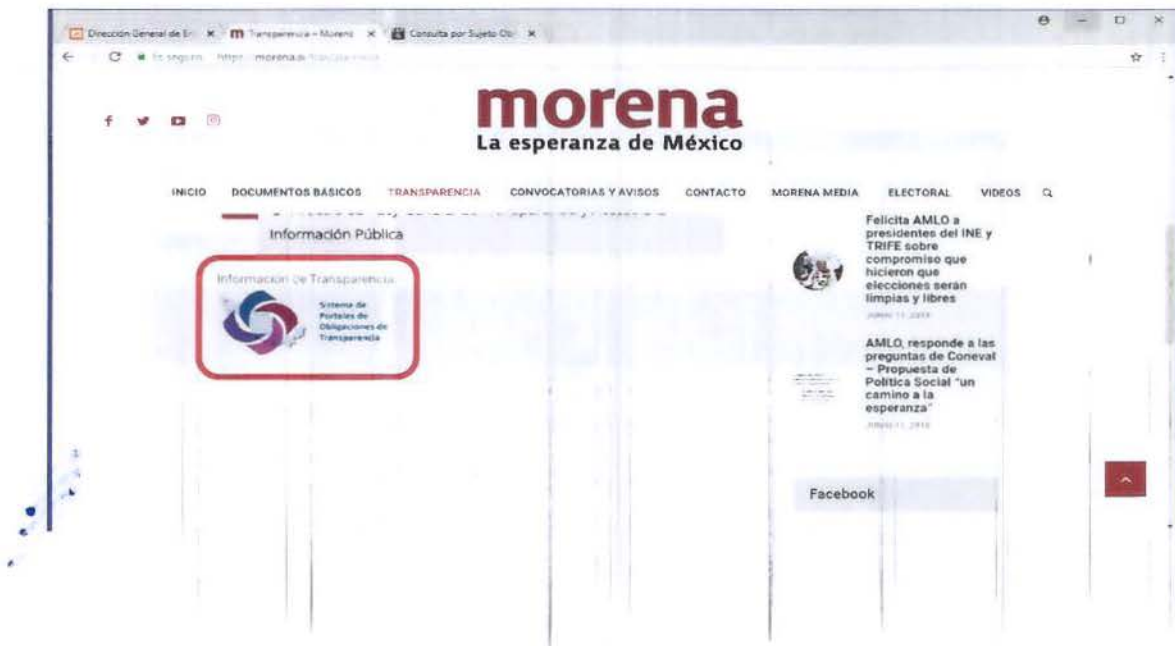 Dirección General de
Transparencia – Morena
Consulta por Sujeto
morena
La esperanza de México
INICIO DOCUMENTOS BÁSICOS TRANSPARENCIA CONVOCATORIAS Y AVISOS CONTACTO MORENA MEDIA ELECTORAL VIDEOS
Información Pública
Información de Transparencia
Sistema de
Portales de
Obligaciones de
Transparencia
Felicita AMLO a
presidentes del INE y
TRIFE sobre
compromiso que
hicieron que
elecciones serán
limpias y libres
AMLO, responde a las
preguntas de Coneval
– Propuesta de
Política Social "un
camino a la
esperanza"
Facebook